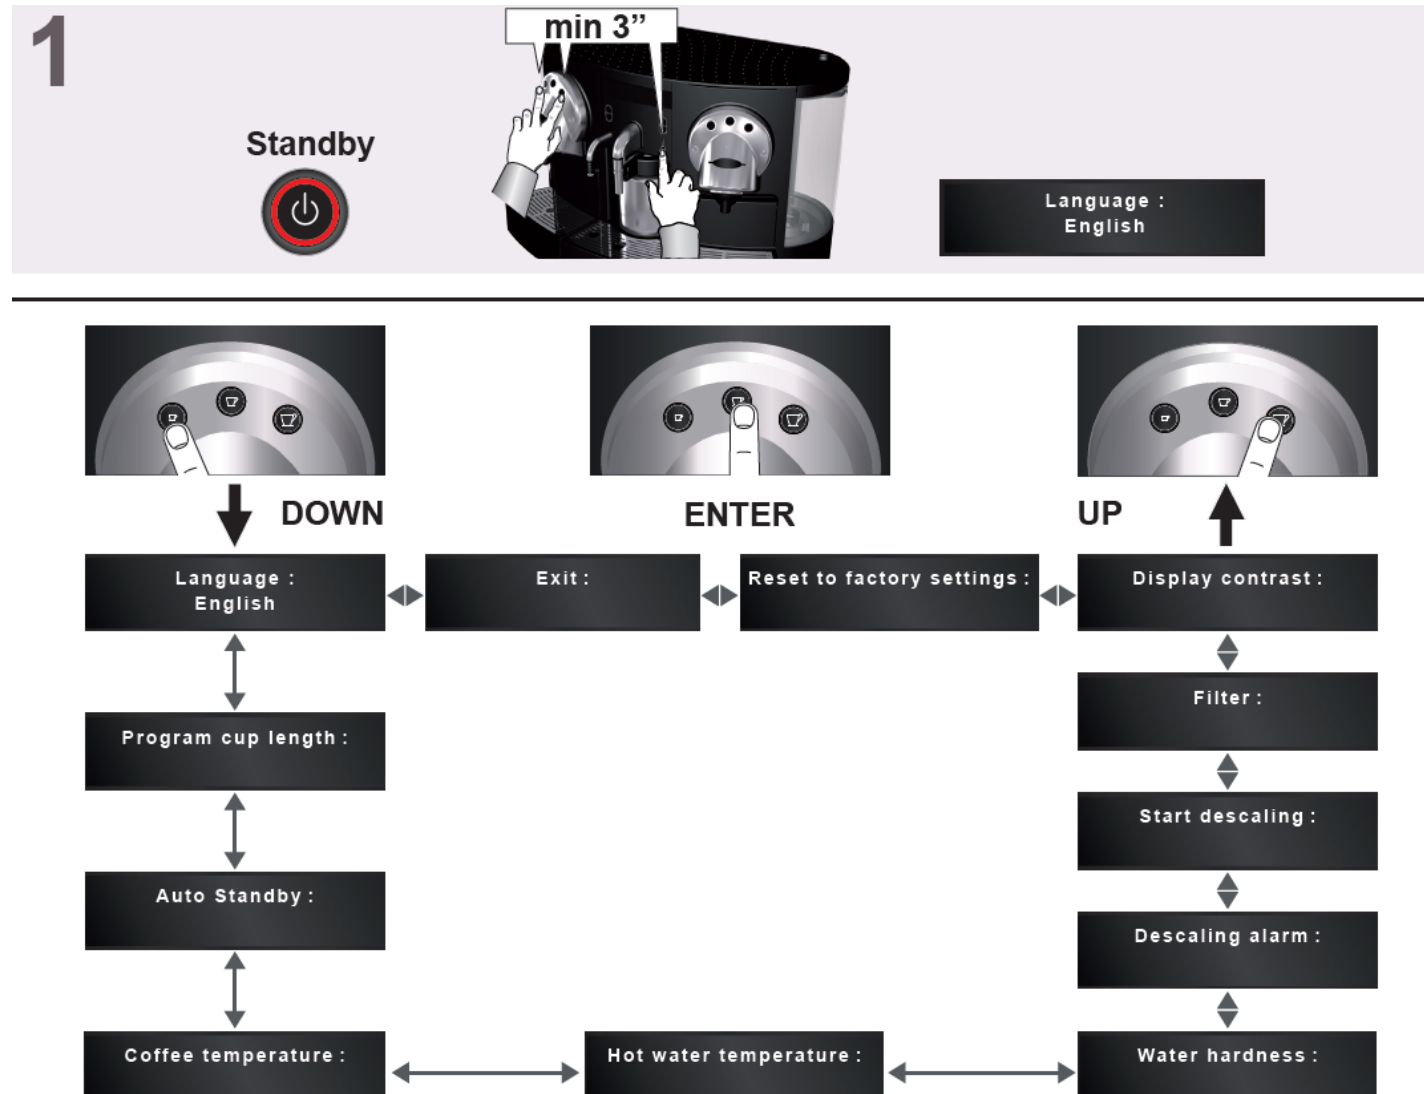 1
min 3”
Standby
Language :
English
DOWN
ENTER
UP
Language :
English
Exit :
Reset to factory settings :
Display contrast :
Filter :
Program cup length :
Start descaling :
Auto Standby :
Descaling alarm :
Coffee temperature :
Hot water temperature :
Water hardness :